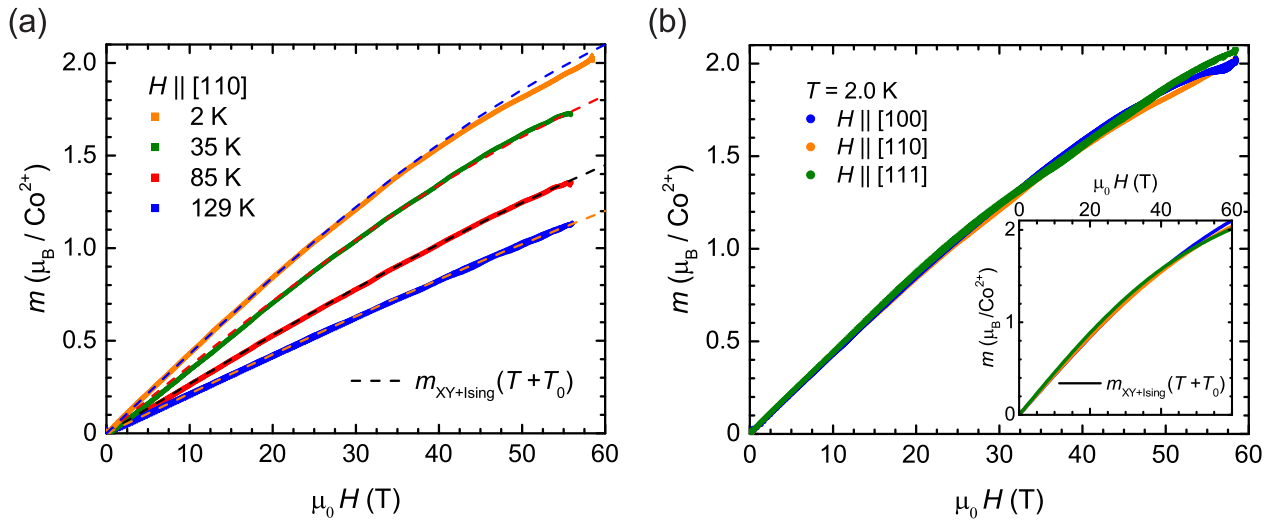 (a)
2.0
1.5
1.0
0.5
0
m (μB / Co2+)
H || [110]
2 K
35 K
85 K
129 K
mXY+Ising(T+T0)
0 10 20 30 40 50 60
μ0 H (T)
(b)
2.0
1.5
1.0
0.5
0
m (μB / Co2+)
T = 2.0 K
H || [100]
H || [110]
H || [111]
μ0 H (T)
0 20 40 60
2
1
0
m (μB/Co2+)
mXY+Ising(T+T0)
0 10 20 30 40 50 60
μ0 H (T)